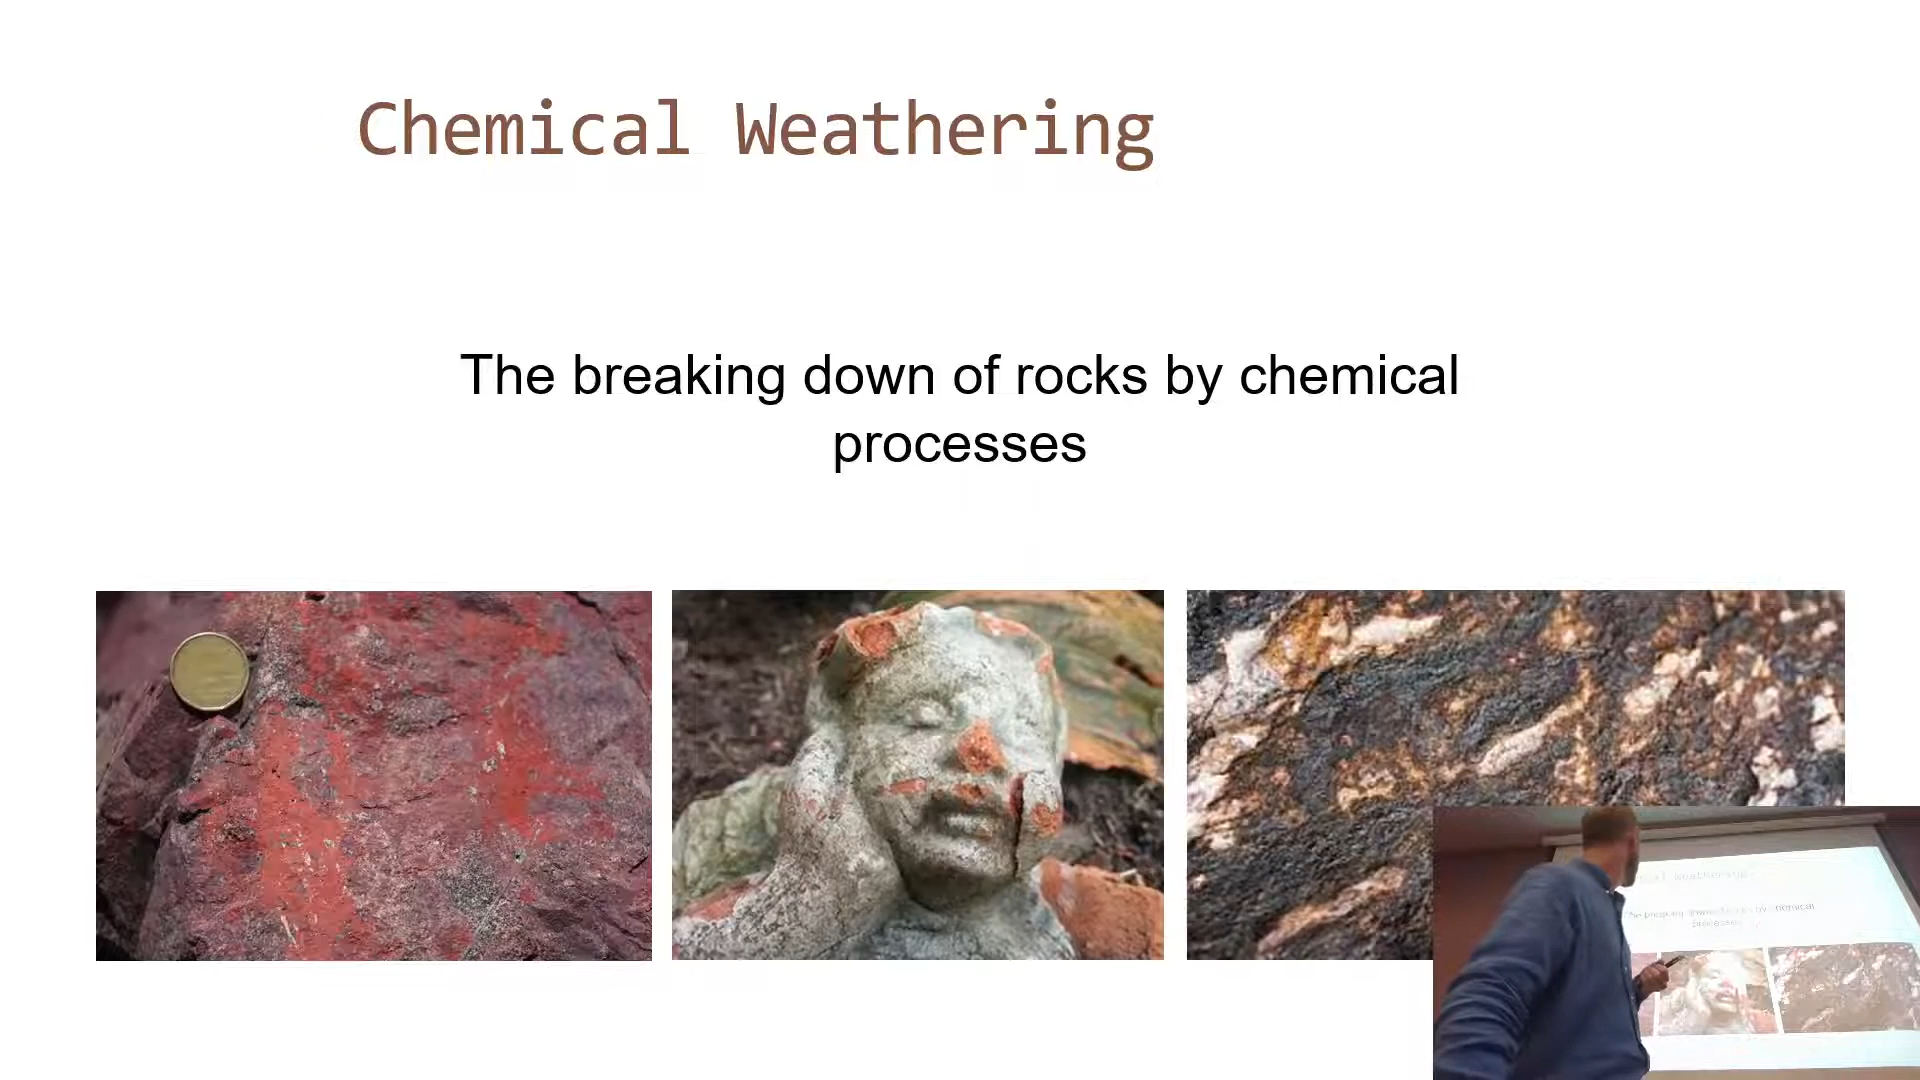 Chemical Weathering
The breaking down of rocks by chemical
processes